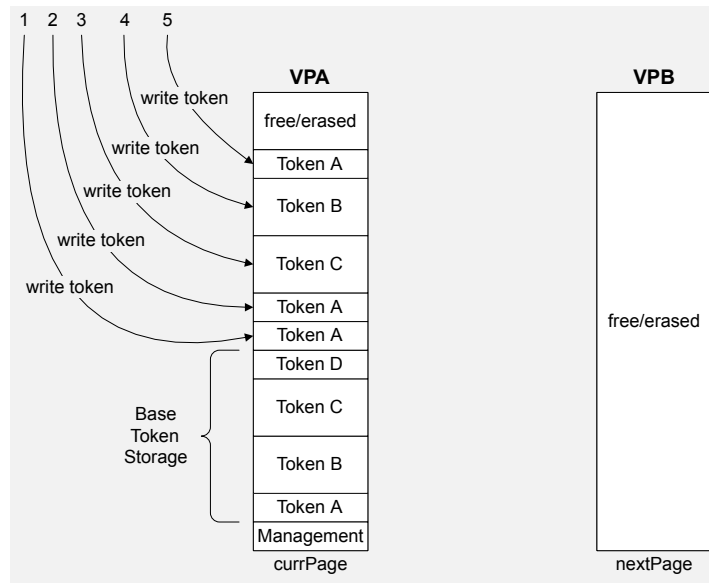 1 2 3 4 5
VPA
VPB
write token
free/erased
write token
Token A
write token
Token B
write token
Token C
write token
Token A
Token A
free/erased
Base
Token
Storage
Token D
Token C
Token B
Token A
Management
currPage
nextPage